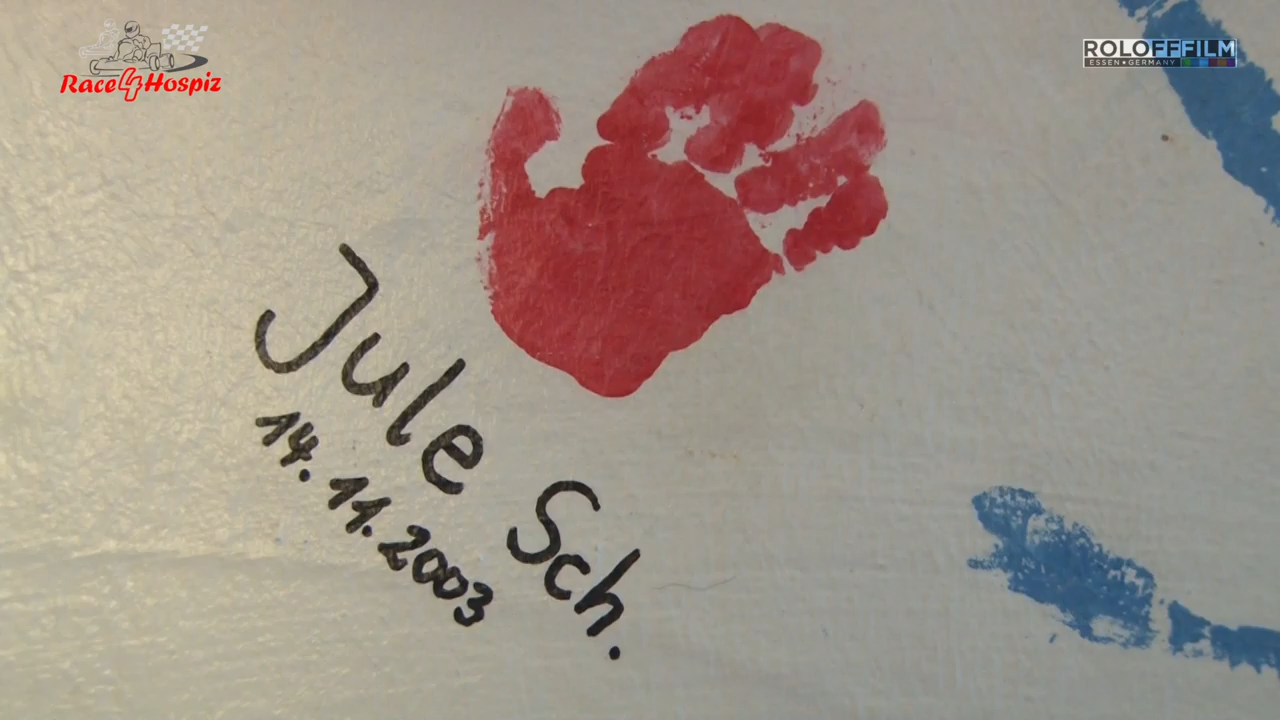 Race4Hospiz
ROLOFFFILM
ESSEN • GERMANY
Jule Sch.
14.11.2003